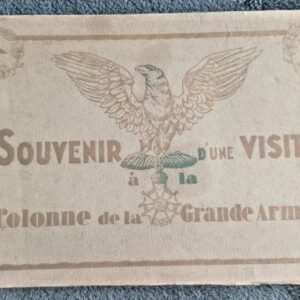 SOUVENIR D'UNE VISIT
à la
Colonne de la Grande Arm